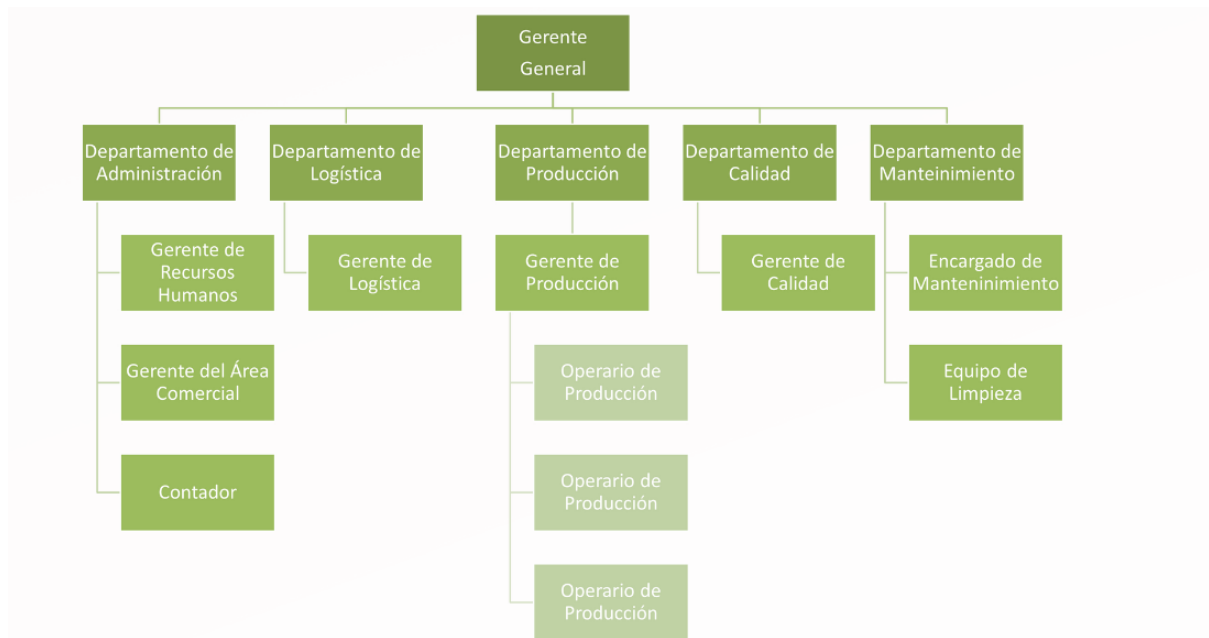 Gerente
General
Departamento de
Administración
Departamento de
Logística
Departamento de
Producción
Departamento de
Calidad
Departamento de
Manteinimiento
Gerente de
Recursos
Humanos
Gerente de
Logística
Gerente de
Producción
Gerente de
Calidad
Encargado de
Manteninimiento
Gerente del Área
Comercial
Operario de
Producción
Equipo de
Limpieza
Contador
Operario de
Producción
Operario de
Producción